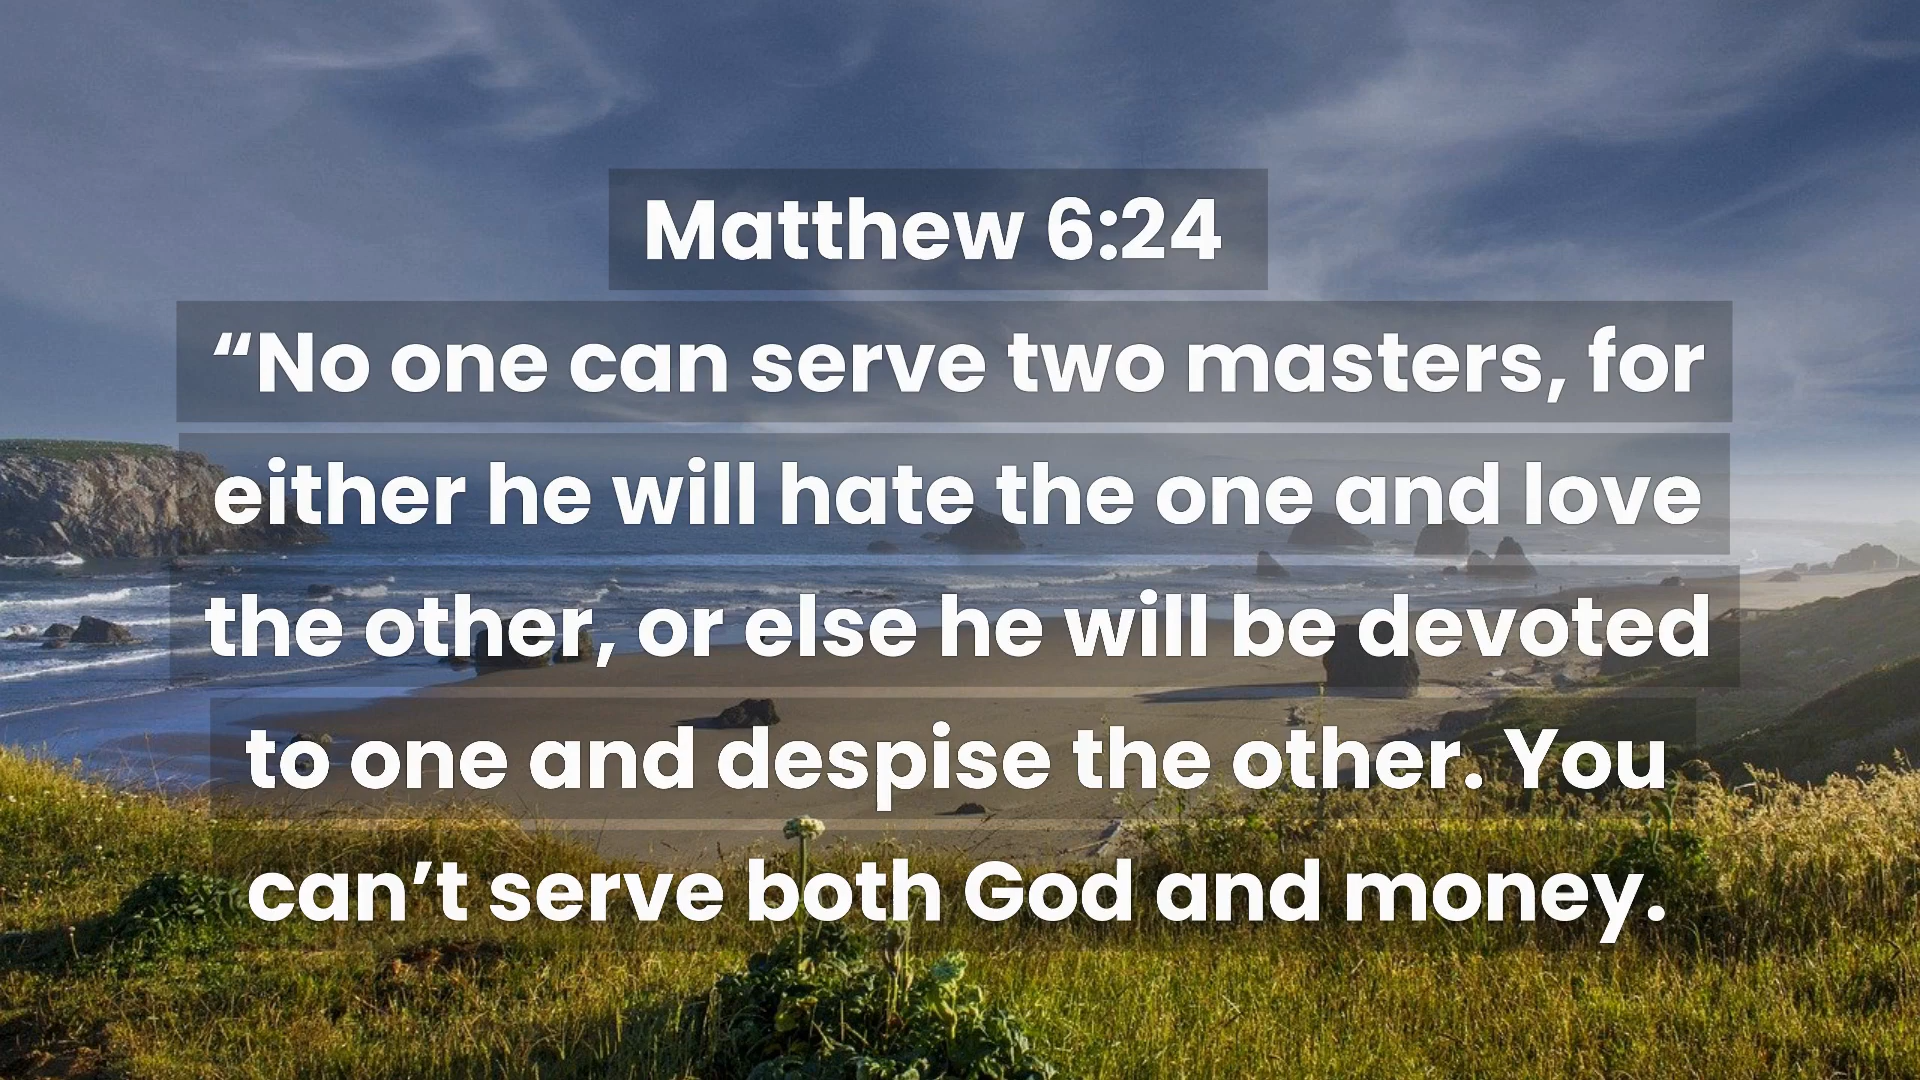 Matthew 6:24
“No one can serve two masters, for
either he will hate the one and love
the other, or else he will be devoted
to one and despise the other. You
can’t serve both God and money.